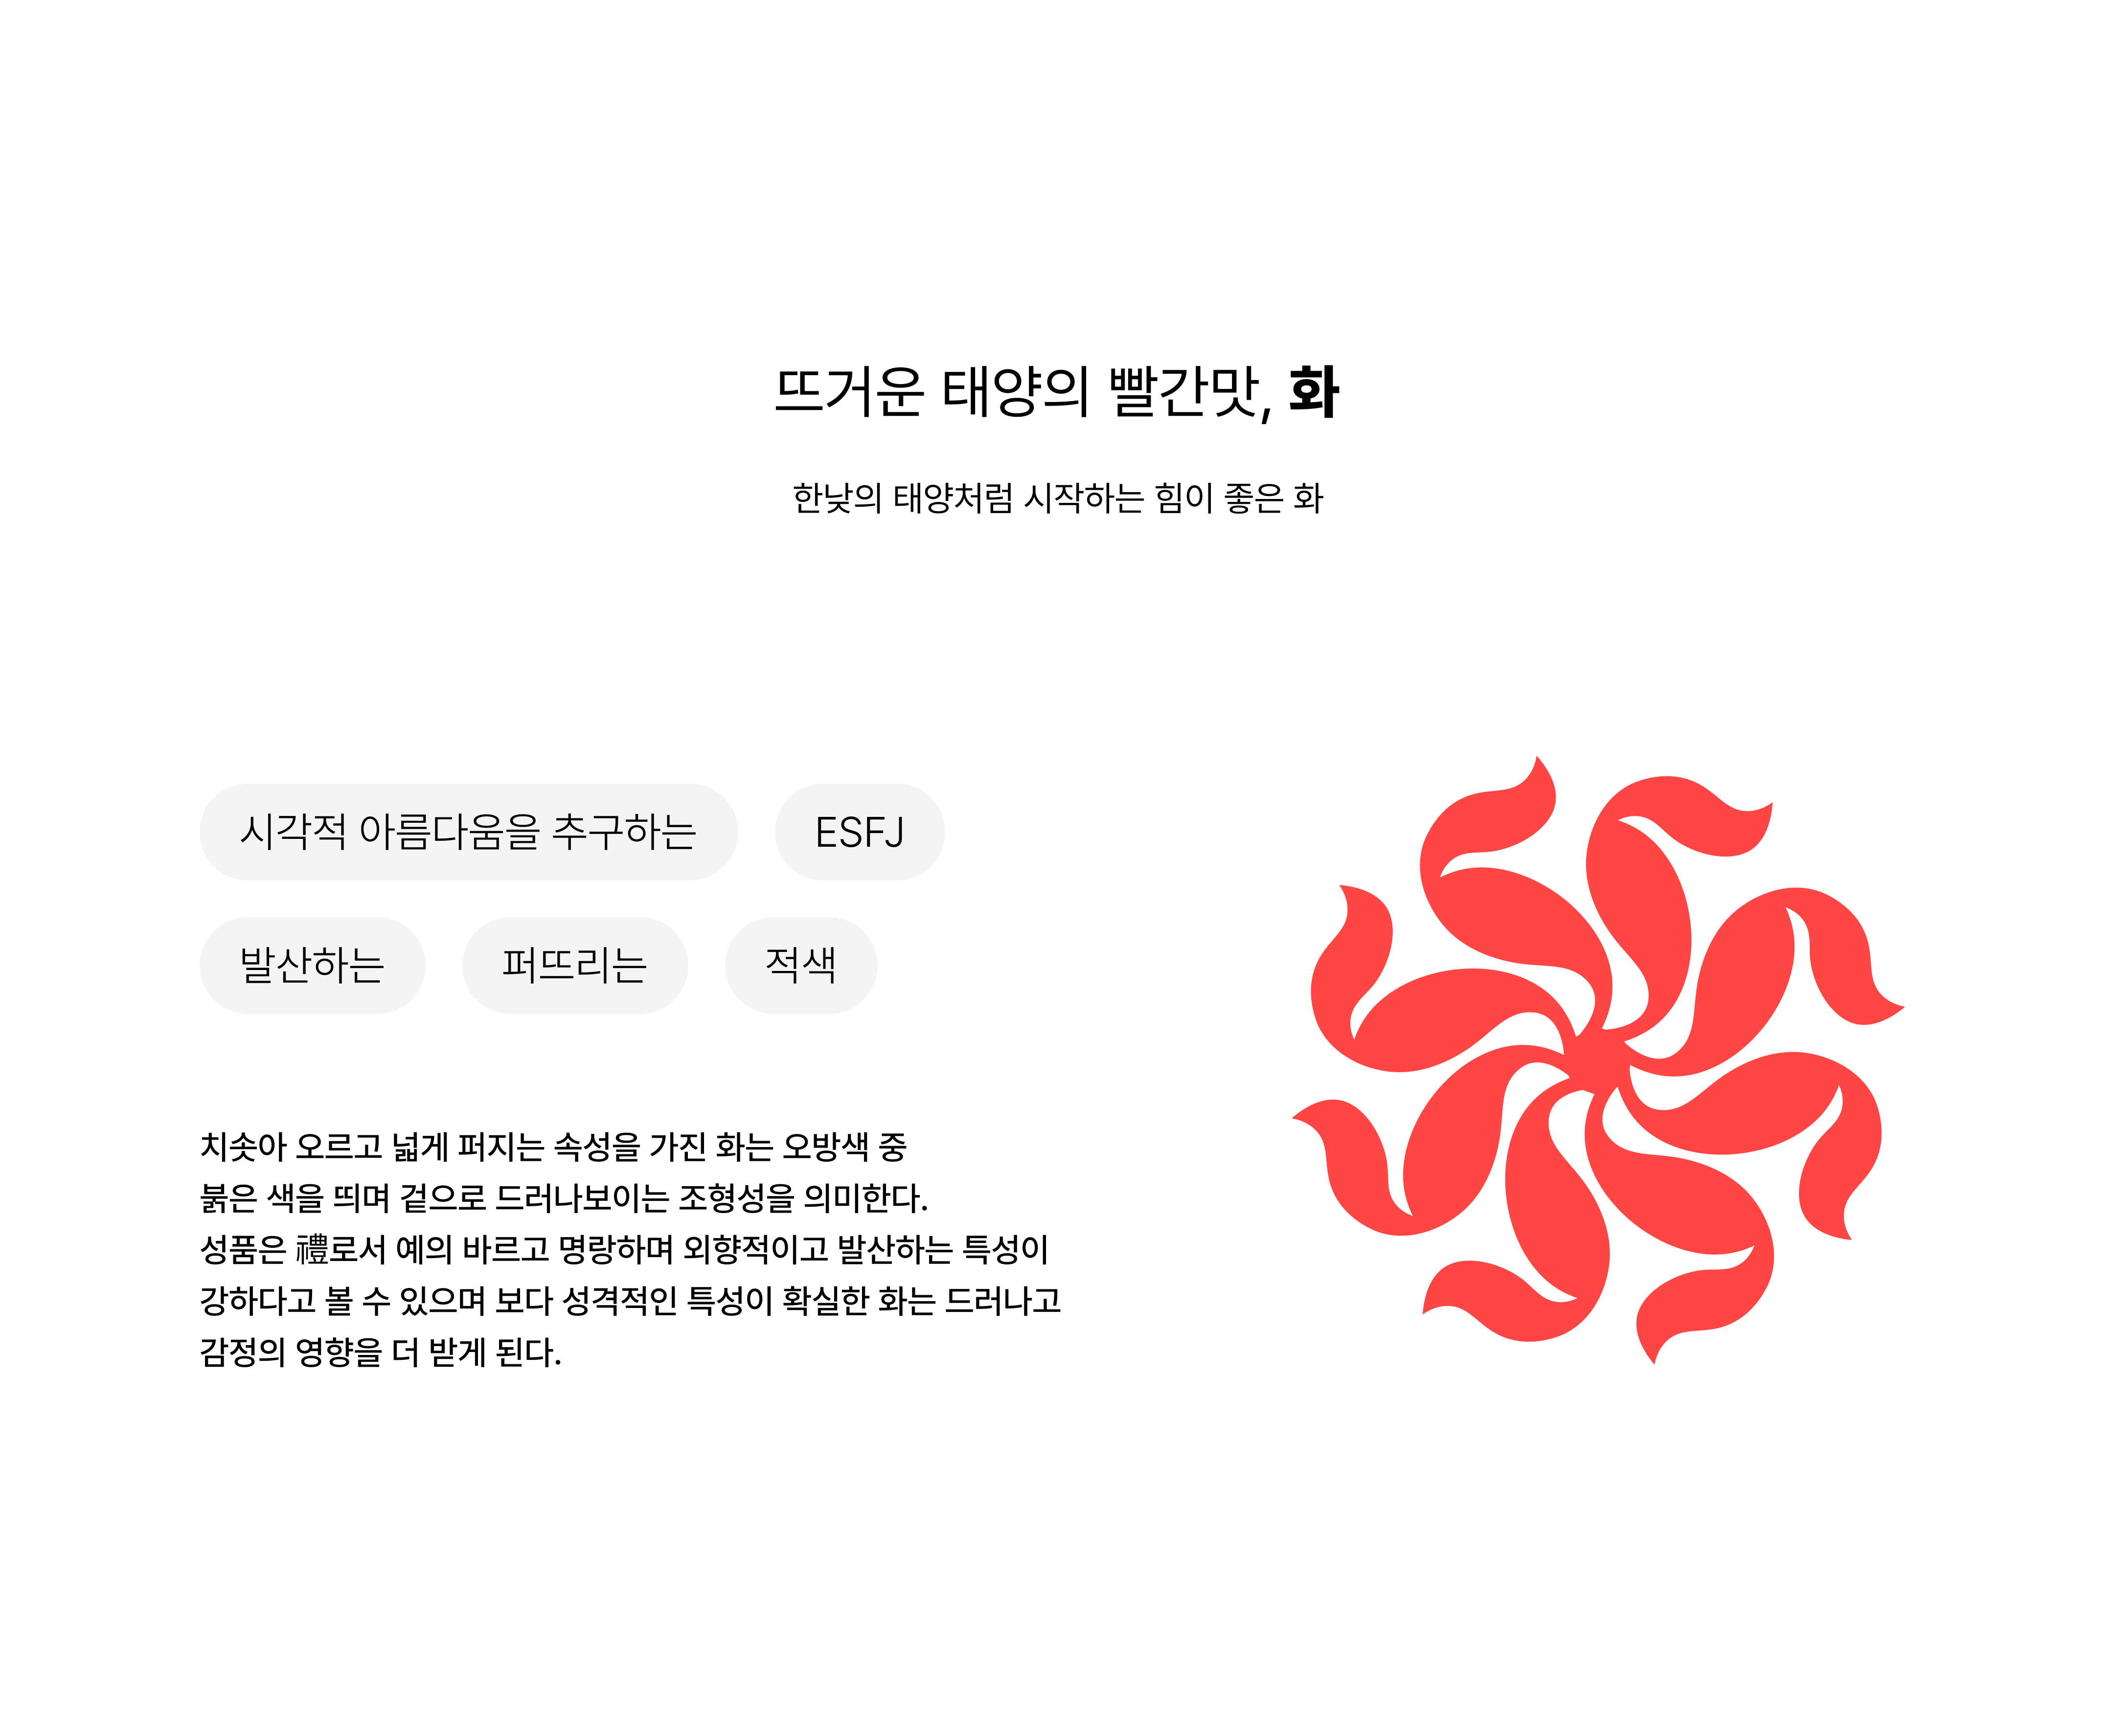 뜨거운 태양의 빨간맛, 화
한낮의 태양처럼 시작하는 힘이 좋은 화
시각적 아름다움을 추구하는
ESFJ
발산하는
퍼뜨리는
적색
치솟아 오르고 넓게 퍼지는 속성을 가진 화는 오방색 중
붉은 색을 띄며 겉으로 드러나보이는 조형성을 의미한다.
성품은 禮로서 예의 바르고 명랑하며 외향적이고 발산하는 특성이
강하다고 볼 수 있으며 보다 성격적인 특성이 확실한 화는 드러나고
감정의 영향을 더 받게 된다.